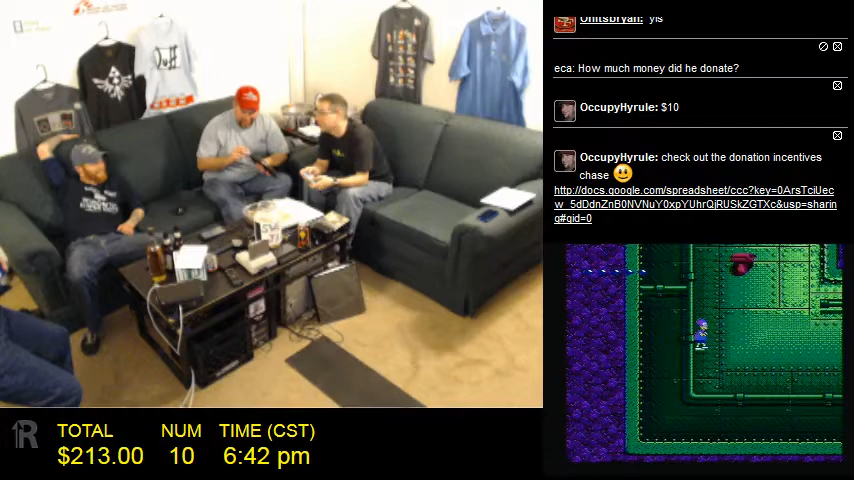 Duff
Omitsbryan: yis
eca: How much money did he donate?
OccupyHyrule: $10
OccupyHyrule: check out the donation incentives
chase
http://docs.google.com/spreadsheet/ccc?key=0ArsTciUec
w_5dDdnZnB0NVNuY0xpYUhrQjRUSkZGTXc&usp=sharin
g#gid=0
TOTAL NUM TIME (CST)
$213.00 10 6:42 pm